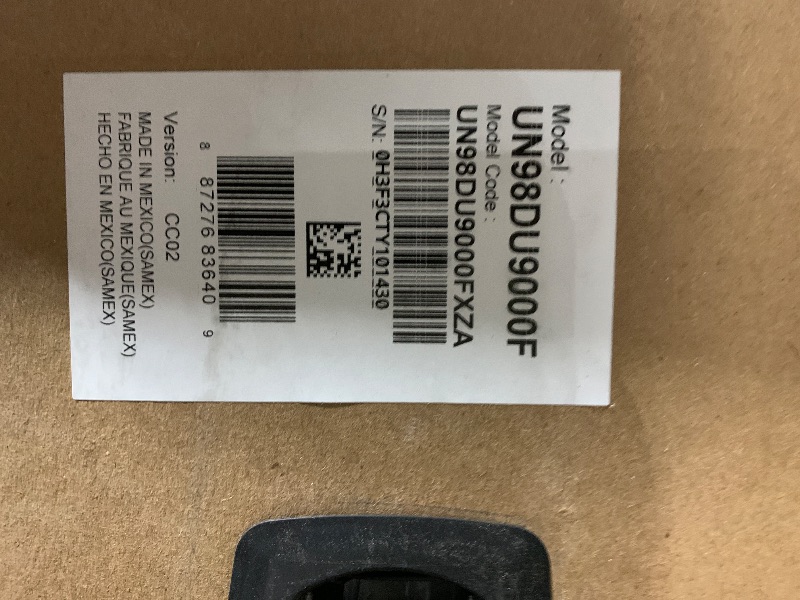 Model :
UN98DU9000F
Model Code :
UN98DU9000FXZA
S/N: 0H3F3CTY101430
8 87276 83640 9
Version: CC02
MADE IN MEXICO(SAMEX)
FABRIQUE AU MEXIQUE(SAMEX)
HECHO EN MEXICO(SAMEX)